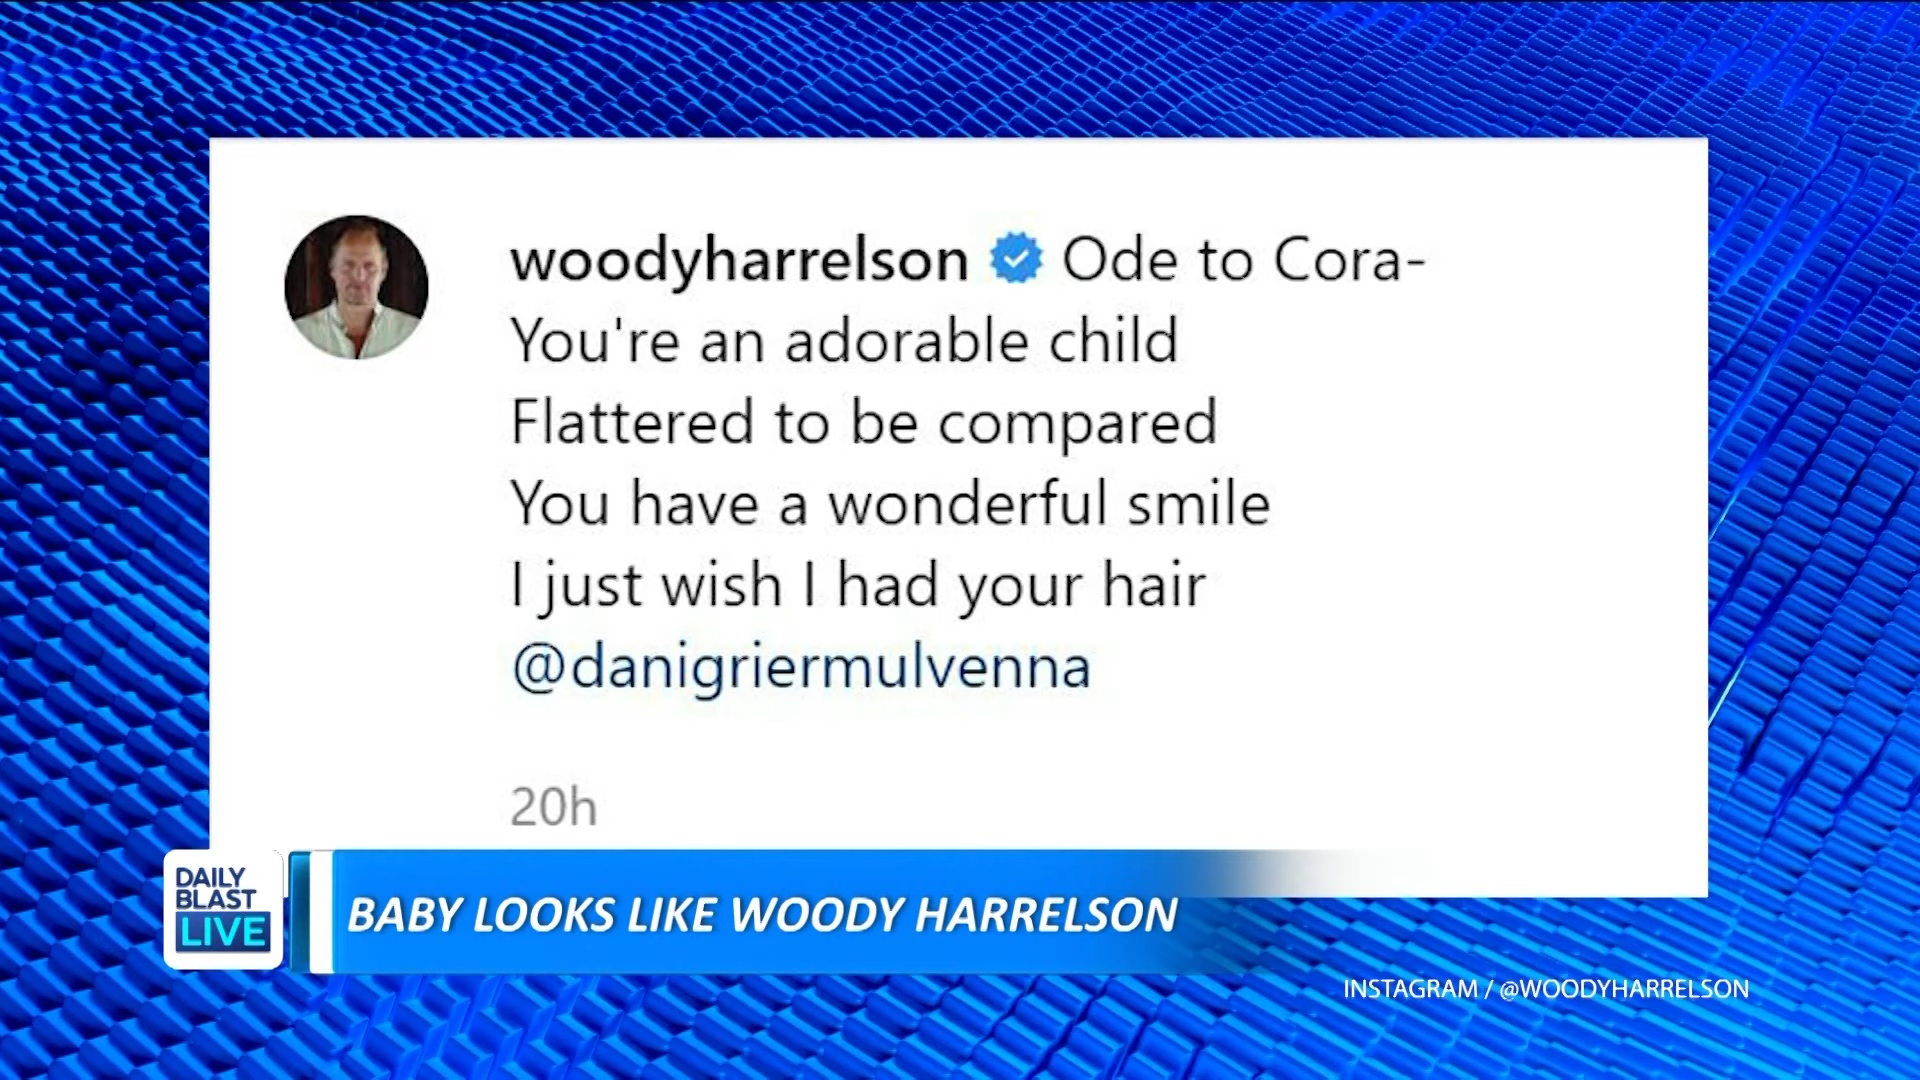 woodyharrelson Ode to Cora-
You're an adorable child
Flattered to be compared
You have a wonderful smile
I just wish I had your hair
@danigriermulvenna
20h
DAILY
BLAST
LIVE
BABY LOOKS LIKE WOODY HARRELSON
INSTAGRAM / @WOODYHARRELSON